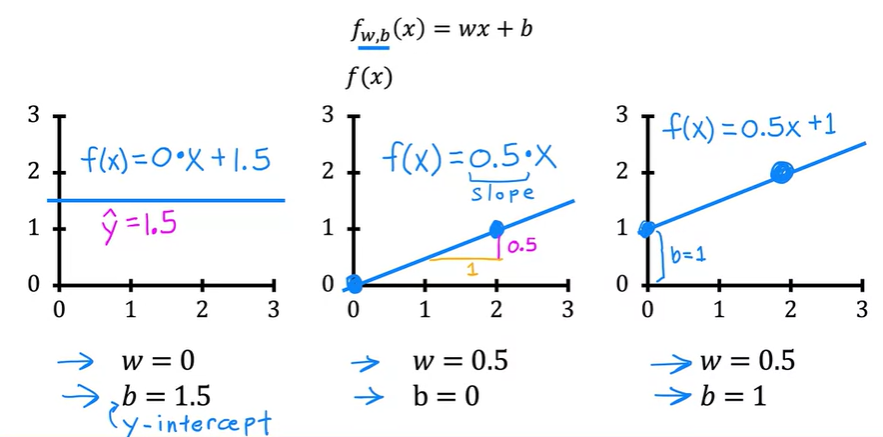 f_{w,b}(x) = wx + b
f(x)
3
2
1
0
0 1 2 3
f(x)=0•x+1.5
ŷ=1.5
→ w = 0
→ b = 1.5
y-intercept
3
2
1
0
0 1 2 3
f(x)=0.5•x
slope
0.5
1
→ w = 0.5
→ b = 0
3
2
1
0
0 1 2 3
f(x)=0.5x+1
b=1
→ w = 0.5
→ b = 1